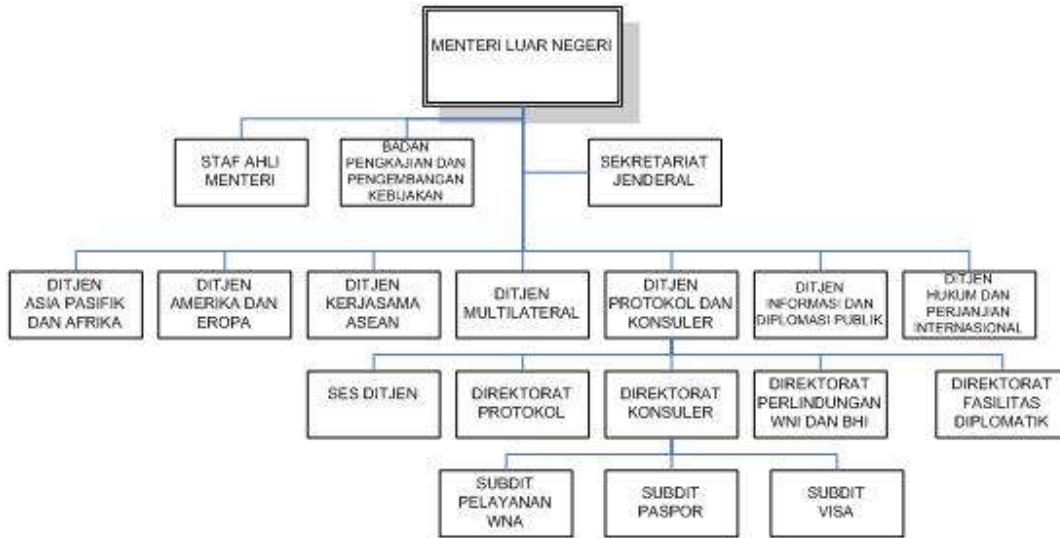 MENTERI LUAR NEGERI
STAF AHLI
MENTERI
BADAN
PENGKAJIAN DAN
PENGEMBANGAN
KEBIJAKAN
SEKRETARIAT
JENDERAL
DITJEN
ASIA PASIFIK
DAN AFRIKA
DITJEN
AMERIKA DAN
EROPA
DITJEN
KERJASAMA
ASEAN
DITJEN
MULTILATERAL
DITJEN
PROTOKOL DAN
KONSULER
DITJEN
INFORMASI DAN
DIPLOMASI PUBLIK
DITJEN
HUKUM DAN
PERJANJIAN
INTERNASIONAL
SES DITJEN
DIREKTORAT
PROTOKOL
DIREKTORAT
KONSULER
DIREKTORAT
PERLINDUNGAN
WNI DAN BHI
DIREKTORAT
FASILITAS
DIPLOMATIK
SUBDIT
PELAYANAN
WNA
SUBDIT
PASPOR
SUBDIT
VISA